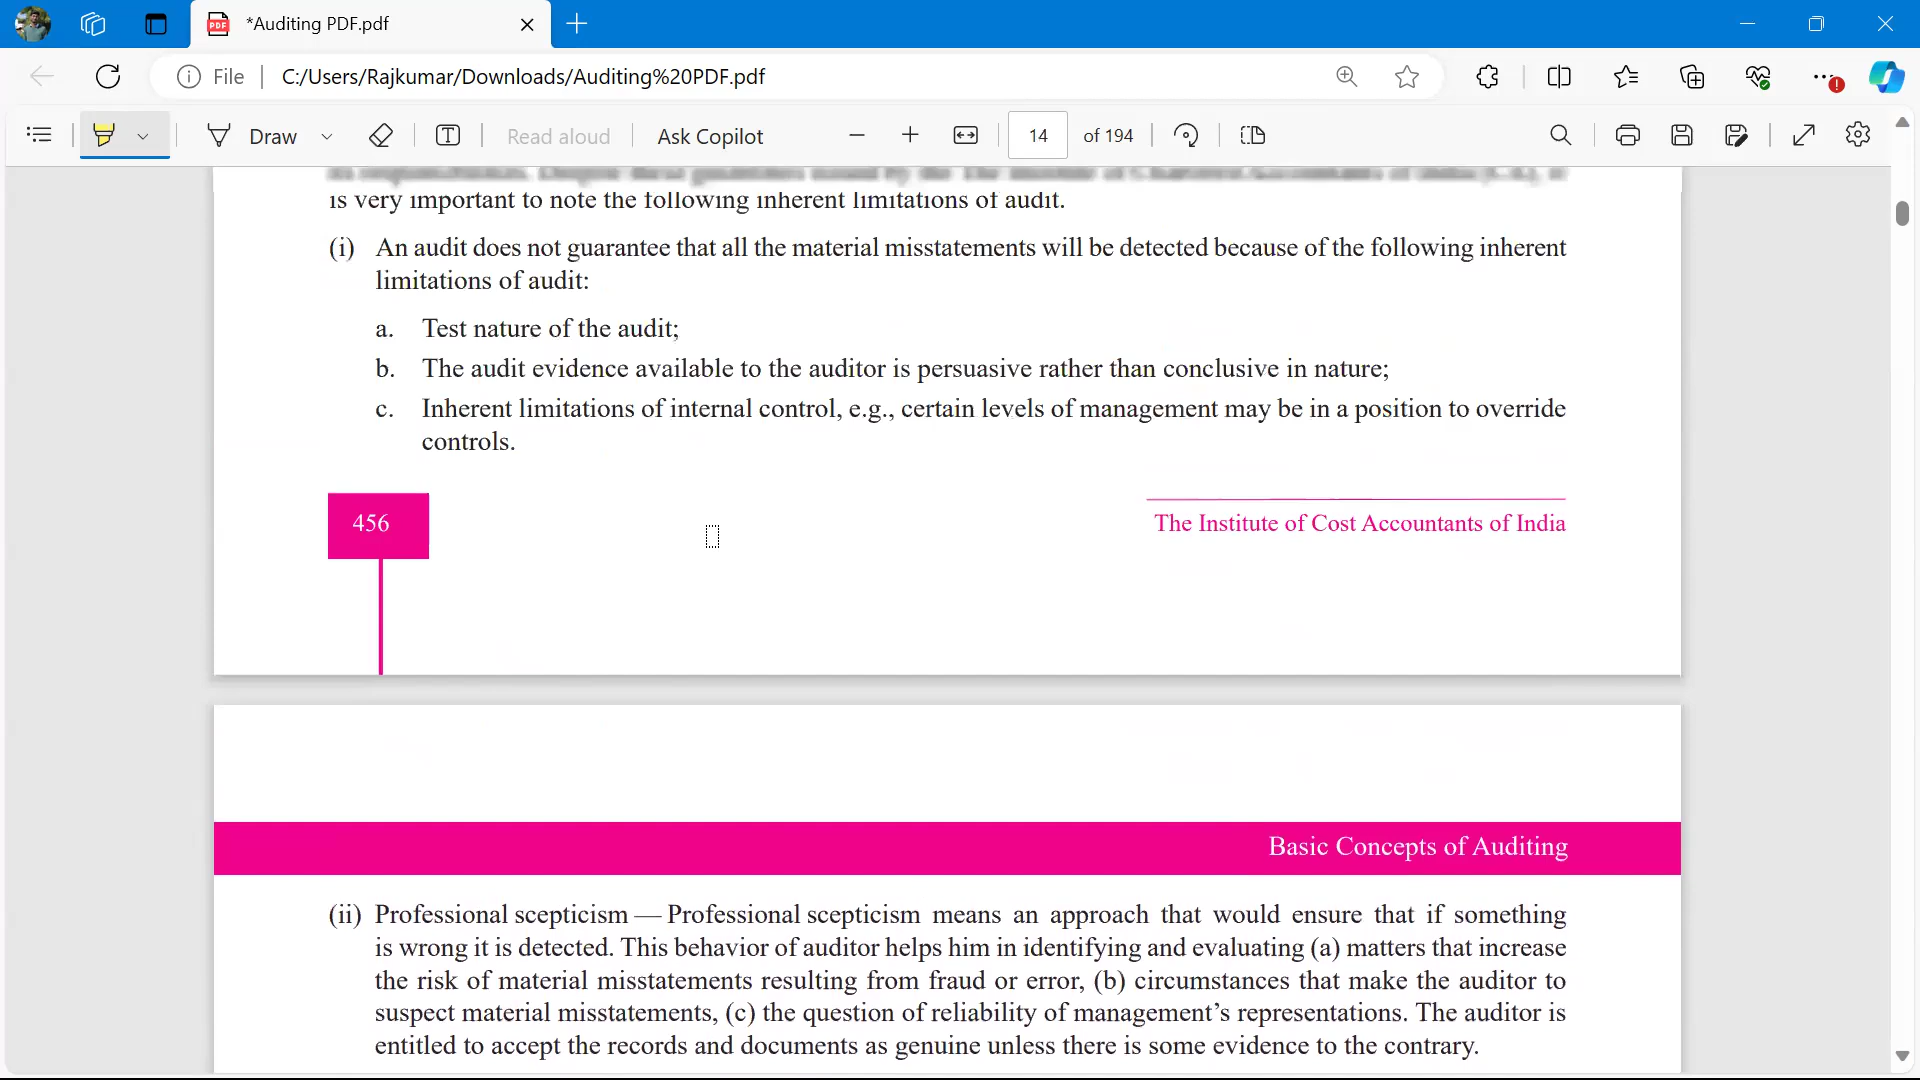 *Auditing PDF.pdf
File
C:/Users/Rajkumar/Downloads/Auditing%20PDF.pdf
Draw
Read aloud
Ask Copilot
14
of 194
is very important to note the following inherent limitations of audit.
(i) An audit does not guarantee that all the material misstatements will be detected because of the following inherent
limitations of audit:
a. Test nature of the audit;
b. The audit evidence available to the auditor is persuasive rather than conclusive in nature;
c. Inherent limitations of internal control, e.g., certain levels of management may be in a position to override
controls.
456
The Institute of Cost Accountants of India
Basic Concepts of Auditing
(ii) Professional scepticism — Professional scepticism means an approach that would ensure that if something
is wrong it is detected. This behavior of auditor helps him in identifying and evaluating (a) matters that increase
the risk of material misstatements resulting from fraud or error, (b) circumstances that make the auditor to
suspect material misstatements, (c) the question of reliability of management's representations. The auditor is
entitled to accept the records and documents as genuine unless there is some evidence to the contrary.